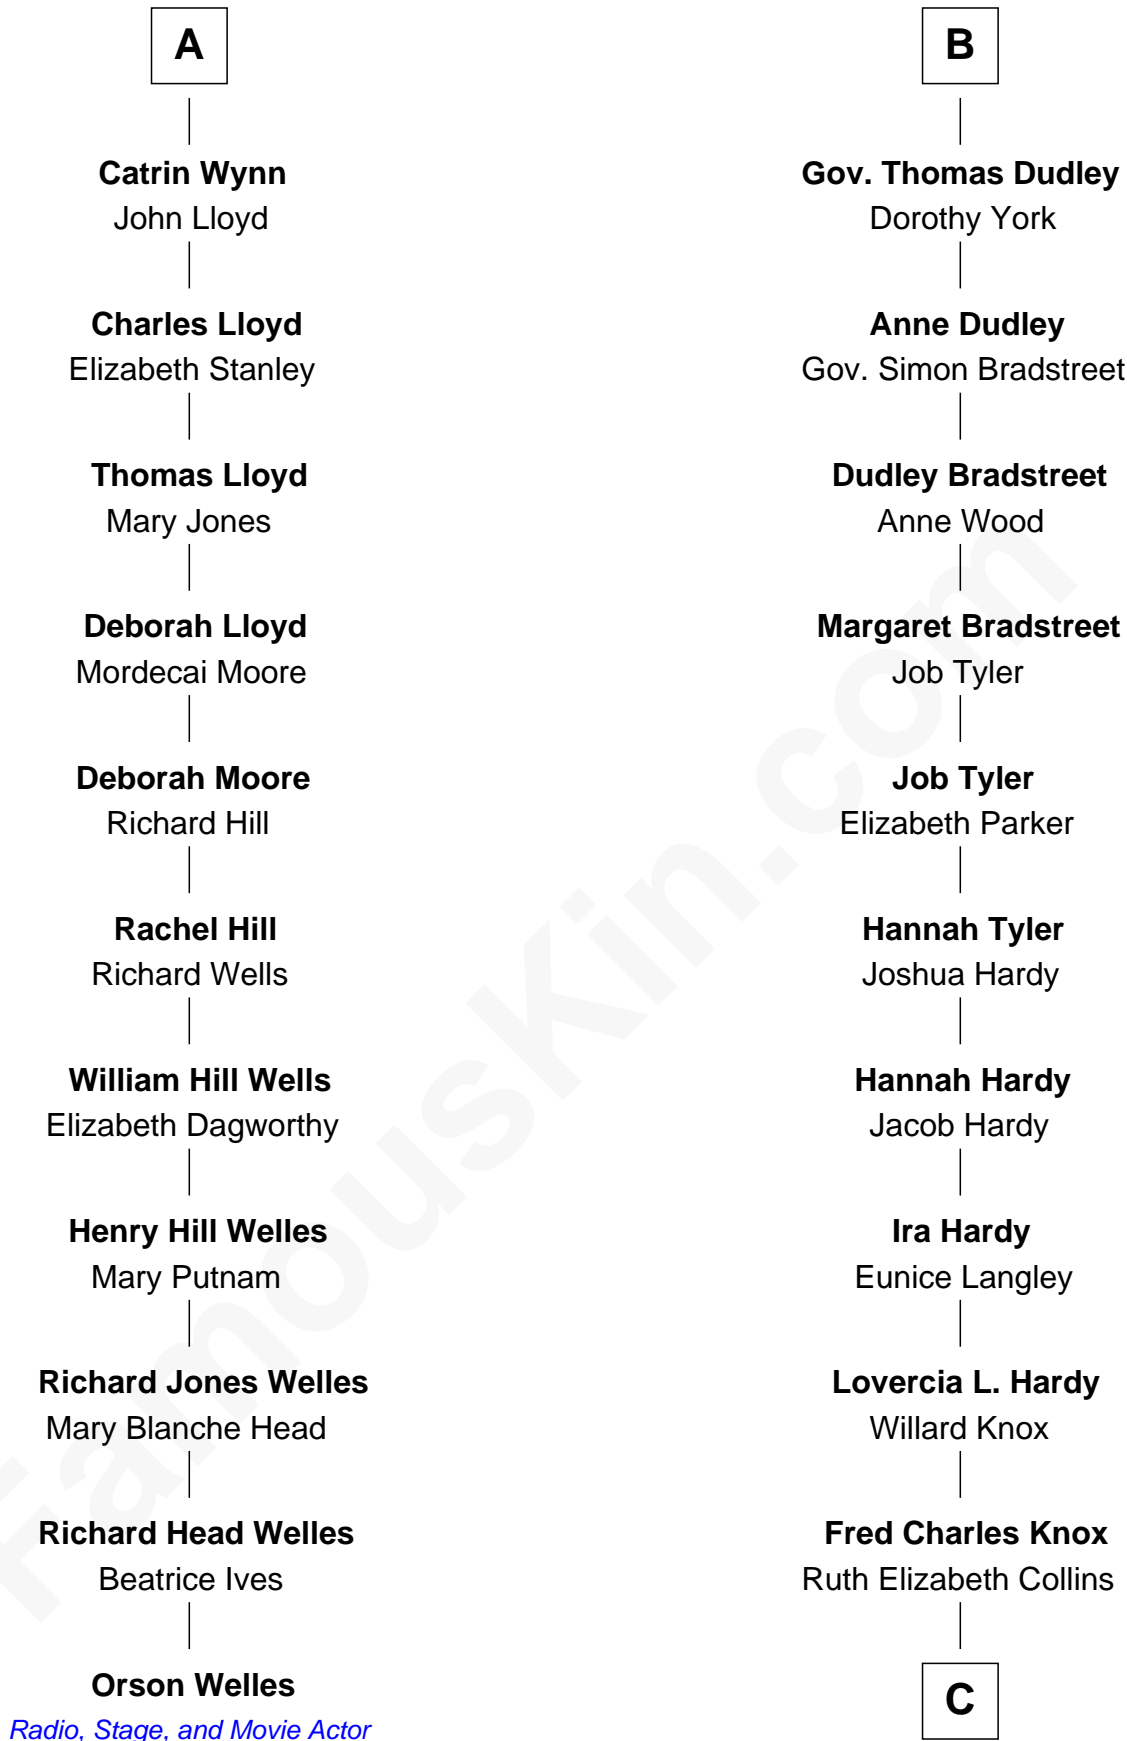 A
Catrin Wynn
John Lloyd
Charles Lloyd
Elizabeth Stanley
Thomas Lloyd
Mary Jones
Deborah Lloyd
Mordecai Moore
Deborah Moore
Richard Hill
Rachel Hill
Richard Wells
William Hill Wells
Elizabeth Dagworthy
Henry Hill Welles
Mary Putnam
Richard Jones Welles
Mary Blanche Head
Richard Head Welles
Beatrice Ives
Orson Welles
Radio, Stage, and Movie Actor
B
Gov. Thomas Dudley
Dorothy York
Anne Dudley
Gov. Simon Bradstreet
Dudley Bradstreet
Anne Wood
Margaret Bradstreet
Job Tyler
Job Tyler
Elizabeth Parker
Hannah Tyler
Joshua Hardy
Hannah Hardy
Jacob Hardy
Ira Hardy
Eunice Langley
Lovercia L. Hardy
Willard Knox
Fred Charles Knox
Ruth Elizabeth Collins
C
FamousKin.com